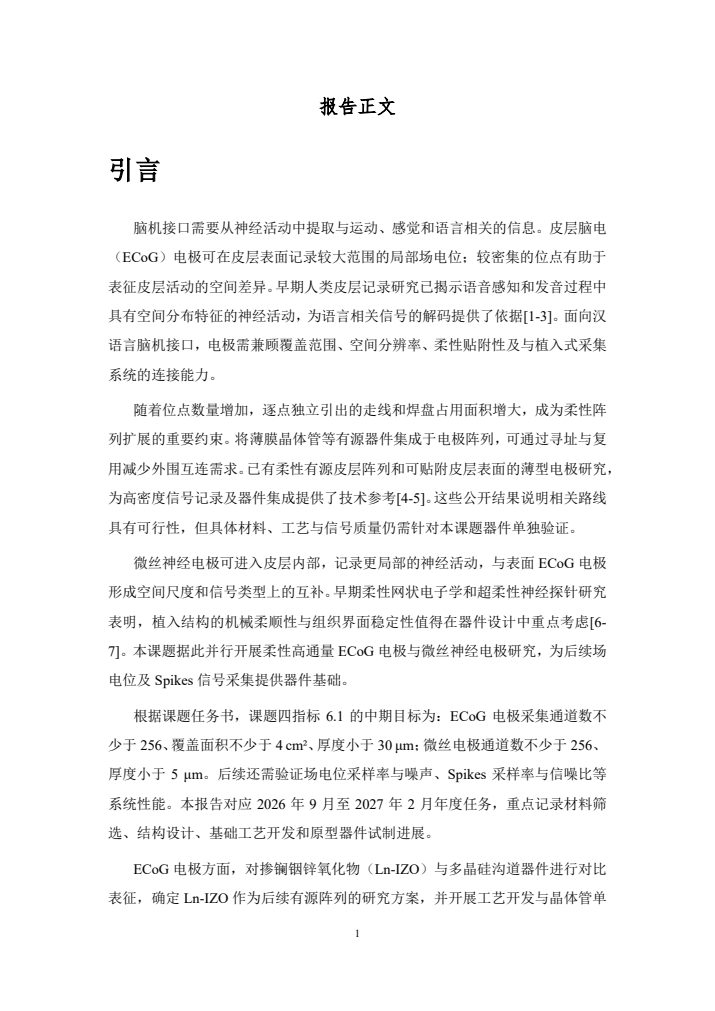 报告正文
引言
脑机接口需要从神经活动中提取与运动、感觉和语言相关的信息。皮层脑电
（ECoG）电极可在皮层表面记录较大范围的局部场电位；较密集的位点有助于
表征皮层活动的空间差异。早期人类皮层记录研究已揭示语音感知和发音过程中
具有空间分布特征的神经活动，为语言相关信号的解码提供了依据[1-3]。面向汉
语言脑机接口，电极需兼顾覆盖范围、空间分辨率、柔性贴附性及与植入式采集
系统的连接能力。
随着位点数量增加，逐点独立引出的走线和焊盘占用面积增大，成为柔性阵
列扩展的重要约束。将薄膜晶体管等有源器件集成于电极阵列，可通过寻址与复
用减少外围互连需求。已有柔性有源皮层阵列和可贴附皮层表面的薄型电极研究，
为高密度信号记录及器件集成提供了技术参考[4-5]。这些公开结果说明相关路线
具有可行性，但具体材料、工艺与信号质量仍需针对本课题器件单独验证。
微丝神经电极可进入皮层内部，记录更局部的神经活动，与表面 ECoG 电极
形成空间尺度和信号类型上的互补。早期柔性网状电子学和超柔性神经探针研究
表明，植入结构的机械柔顺性与组织界面稳定性值得在器件设计中重点考虑[6-
7]。本课题据此并行开展柔性高通量 ECoG 电极与微丝神经电极研究，为后续场
电位及 Spikes 信号采集提供器件基础。
根据课题任务书，课题四指标 6.1 的中期目标为：ECoG 电极采集通道数不
少于 256、覆盖面积不少于 4 cm²、厚度小于 30 μm；微丝电极通道数不少于 256、
厚度小于 5 μm。后续还需验证场电位采样率与噪声、Spikes 采样率与信噪比等
系统性能。本报告对应 2026 年 9 月至 2027 年 2 月年度任务，重点记录材料筛
选、结构设计、基础工艺开发和原型器件试制进展。
ECoG 电极方面，对掺镧铟锌氧化物（Ln-IZO）与多晶硅沟道器件进行对比
表征，确定 Ln-IZO 作为后续有源阵列的研究方案，并开展工艺开发与晶体管单
1